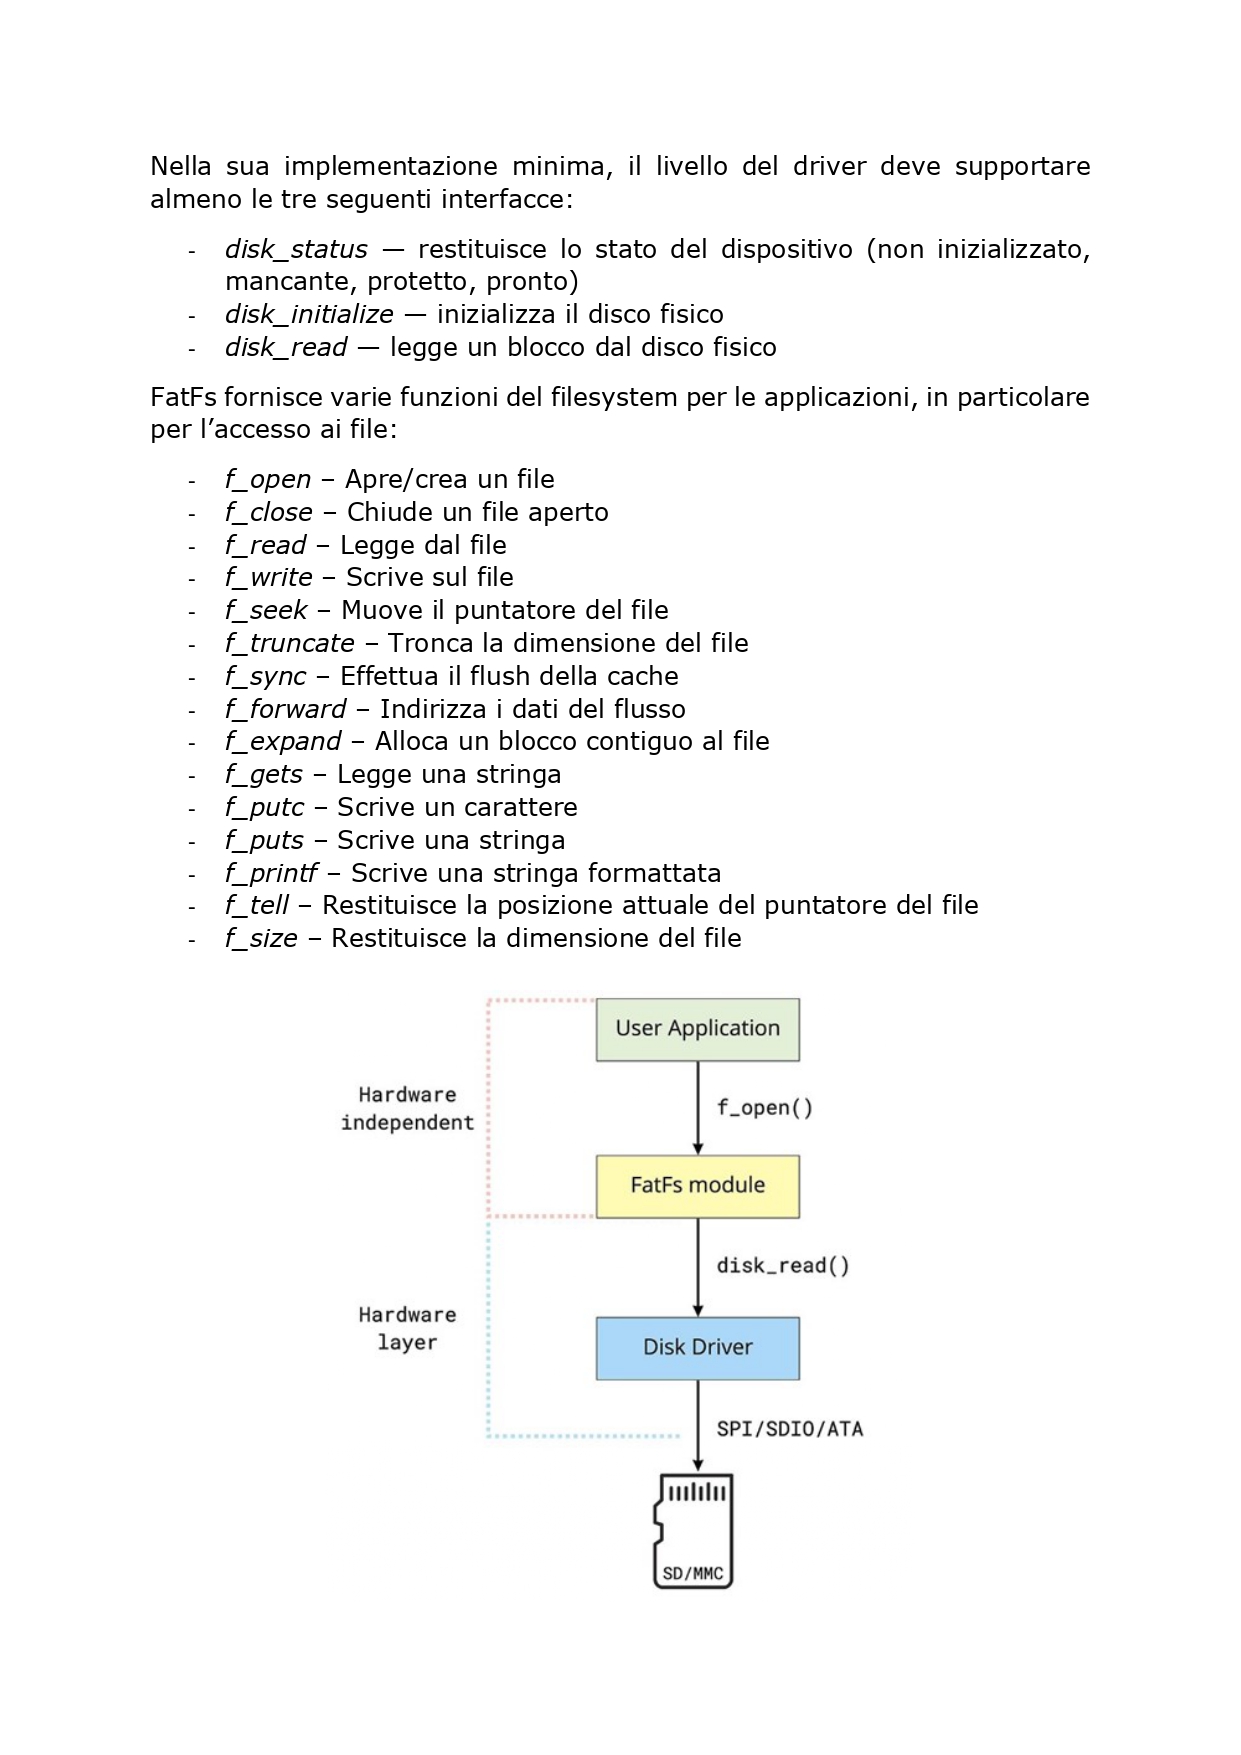 Nella sua implementazione minima, il livello del driver deve supportare
almeno le tre seguenti interfacce:
- disk_status — restituisce lo stato del dispositivo (non inizializzato,
mancante, protetto, pronto)
- disk_initialize — inizializza il disco fisico
- disk_read — legge un blocco dal disco fisico
FatFs fornisce varie funzioni del filesystem per le applicazioni, in particolare
per l’accesso ai file:
- f_open – Apre/crea un file
- f_close – Chiude un file aperto
- f_read – Legge dal file
- f_write – Scrive sul file
- f_seek – Muove il puntatore del file
- f_truncate – Tronca la dimensione del file
- f_sync – Effettua il flush della cache
- f_forward – Indirizza i dati del flusso
- f_expand – Alloca un blocco contiguo al file
- f_gets – Legge una stringa
- f_putc – Scrive un carattere
- f_puts – Scrive una stringa
- f_printf – Scrive una stringa formattata
- f_tell – Restituisce la posizione attuale del puntatore del file
- f_size – Restituisce la dimensione del file
User Application
Hardware
independent
f_open()
FatFs module
disk_read()
Hardware
layer
Disk Driver
SPI/SDIO/ATA
SD/MMC